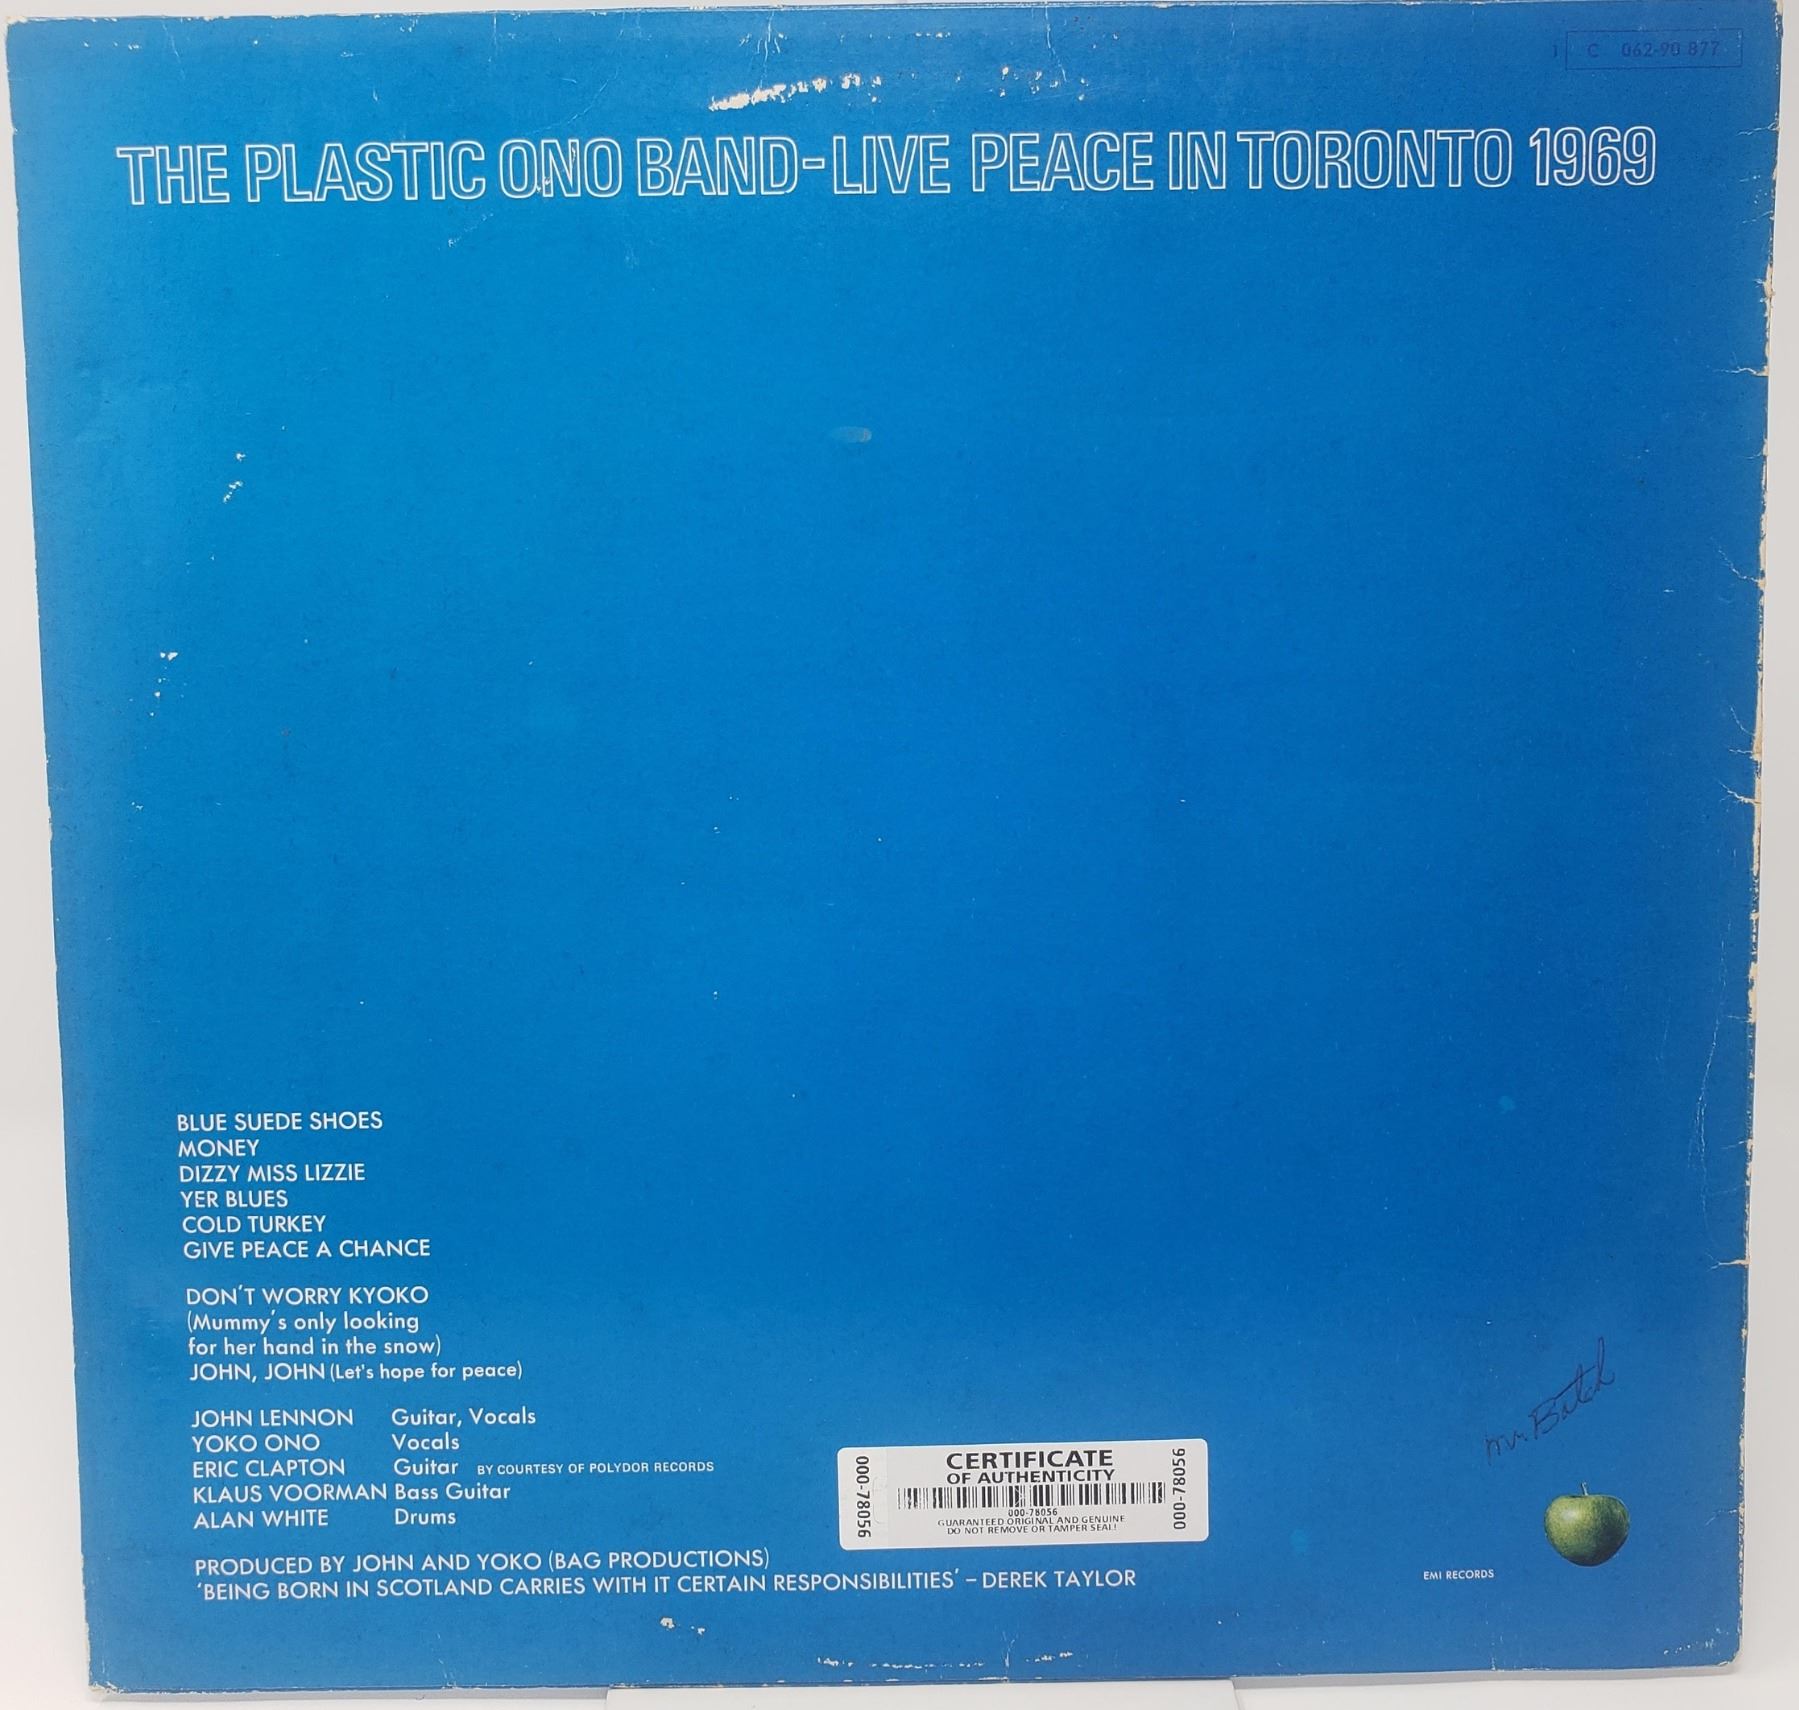 1 C 062-90 877
THE PLASTIC ONO BAND-LIVE PEACE IN TORONTO 1969
BLUE SUEDE SHOES
MONEY
DIZZY MISS LIZZIE
YER BLUES
COLD TURKEY
GIVE PEACE A CHANCE
DON'T WORRY KYOKO
(Mummy's only looking
for her hand in the snow)
JOHN, JOHN (Let's hope for peace)
JOHN LENNON Guitar, Vocals
YOKO ONO Vocals
ERIC CLAPTON Guitar BY COURTESY OF POLYDOR RECORDS
KLAUS VOORMAN Bass Guitar
ALAN WHITE Drums
PRODUCED BY JOHN AND YOKO (BAG PRODUCTIONS)
'BEING BORN IN SCOTLAND CARRIES WITH IT CERTAIN RESPONSIBILITIES' – DEREK TAYLOR
000-78056
CERTIFICATE
OF AUTHENTICITY
000-78056
GUARANTEED ORIGINAL AND GENUINE
DO NOT REMOVE OR TAMPER SEAL!
000-78056
EMI RECORDS